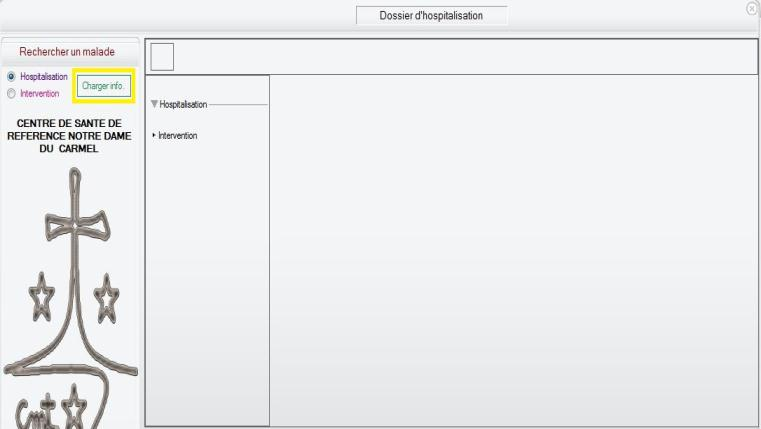 Dossier d'hospitalisation
Rechercher un malade
Hospitalisation
Intervention
Charger info.
CENTRE DE SANTE DE
REFERENCE NOTRE DAME
DU CARMEL
Hospitalisation
Intervention